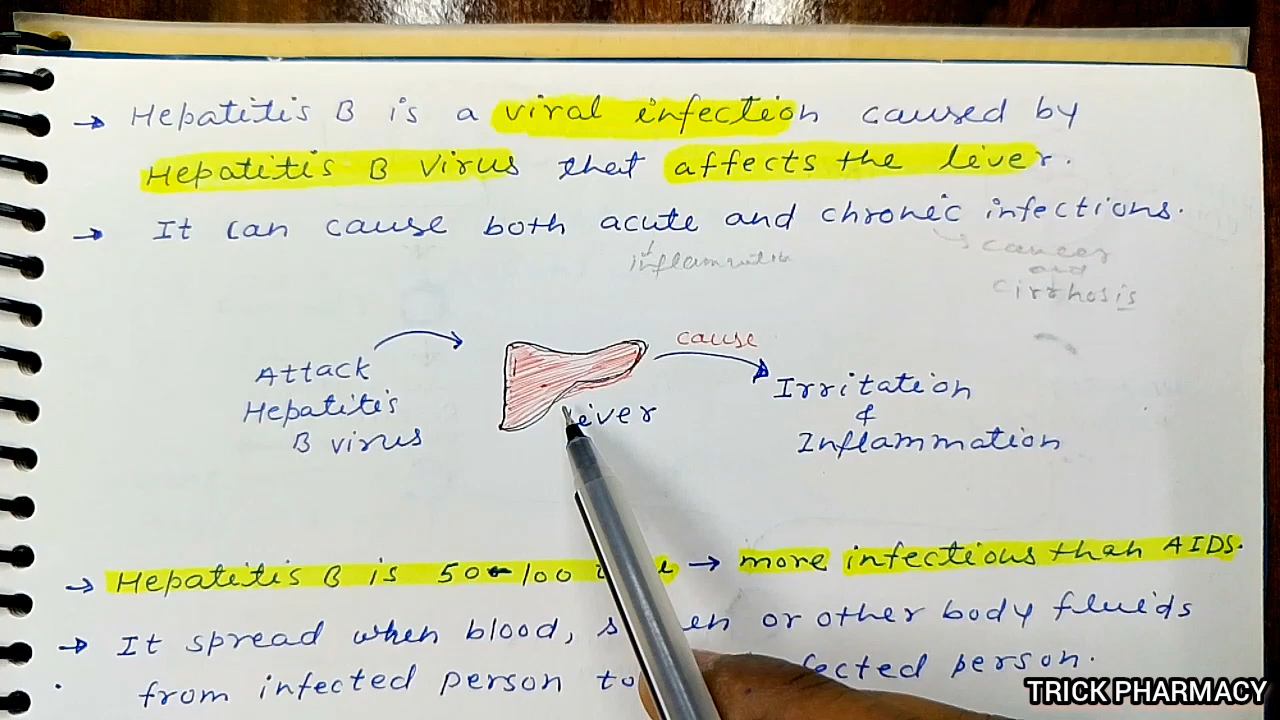 → Hepatitis B is a viral infection caused by
Hepatitis B Virus that affects the liver.
→ It can cause both acute and chronic infections.
cancer
and
cirrhosis
cause
Attack
Hepatitis
B virus
liver
Irritation
&
Inflammation
→ Hepatitis B is 50-100 → more infectious than AIDS.
→ It spread when blood, or other body fluids
from infected person to person.
TRICK PHARMACY